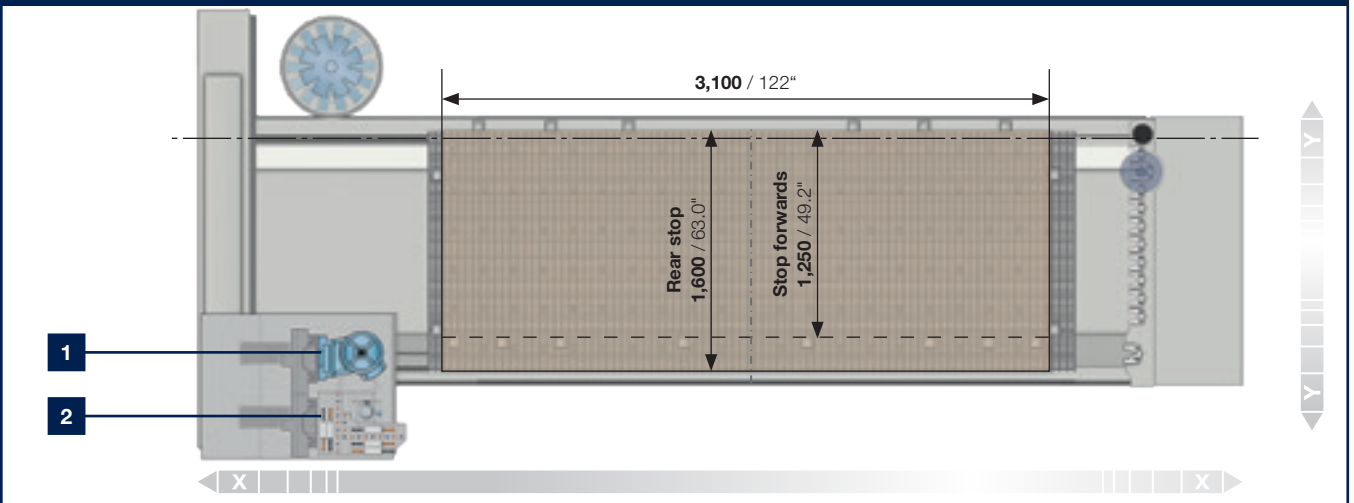 3,100 / 122“
Rear stop
1,600 / 63.0"
Stop forwards
1,250 / 49.2"
Y
Y
1
2
X
X